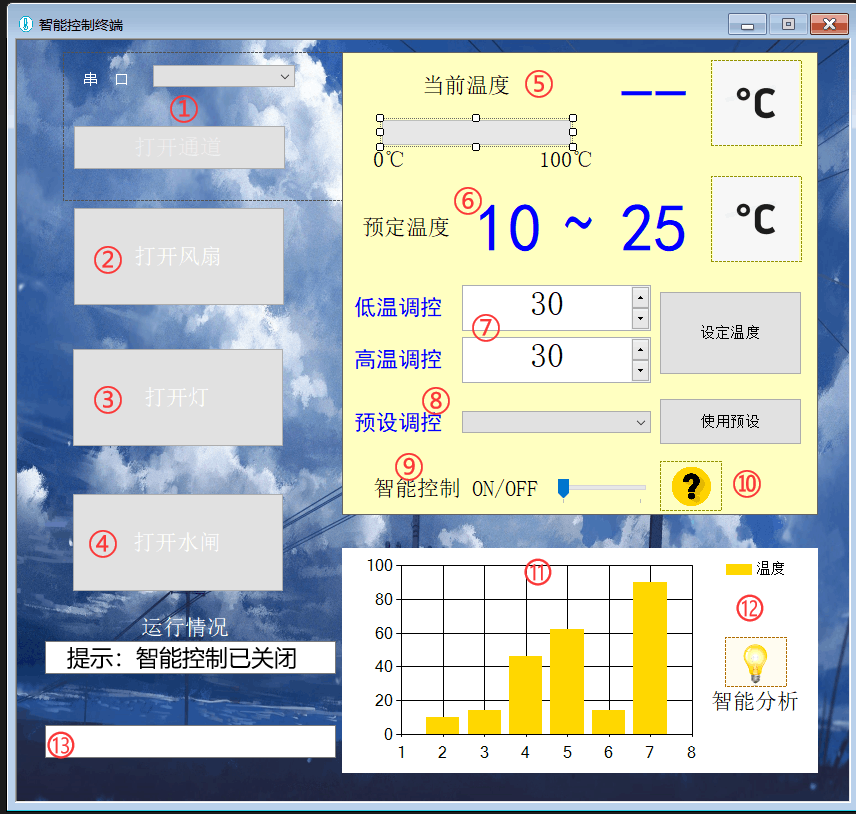 智能控制终端
串 口
①
打开通道
② 打开风扇
③ 打开灯
④ 打开水闸
运行情况
提示：智能控制已关闭
⑬
当前温度 ⑤ -- ℃
0℃ 100℃
预定温度 ⑥ 10 ~ 25 ℃
低温调控 30
⑦
高温调控 30
设定温度
⑧
预设调控 使用预设
⑨
智能控制 ON/OFF ? ⑩
⑪
100
80
60
40
20
0
1 2 3 4 5 6 7 8
温度
⑫
智能分析